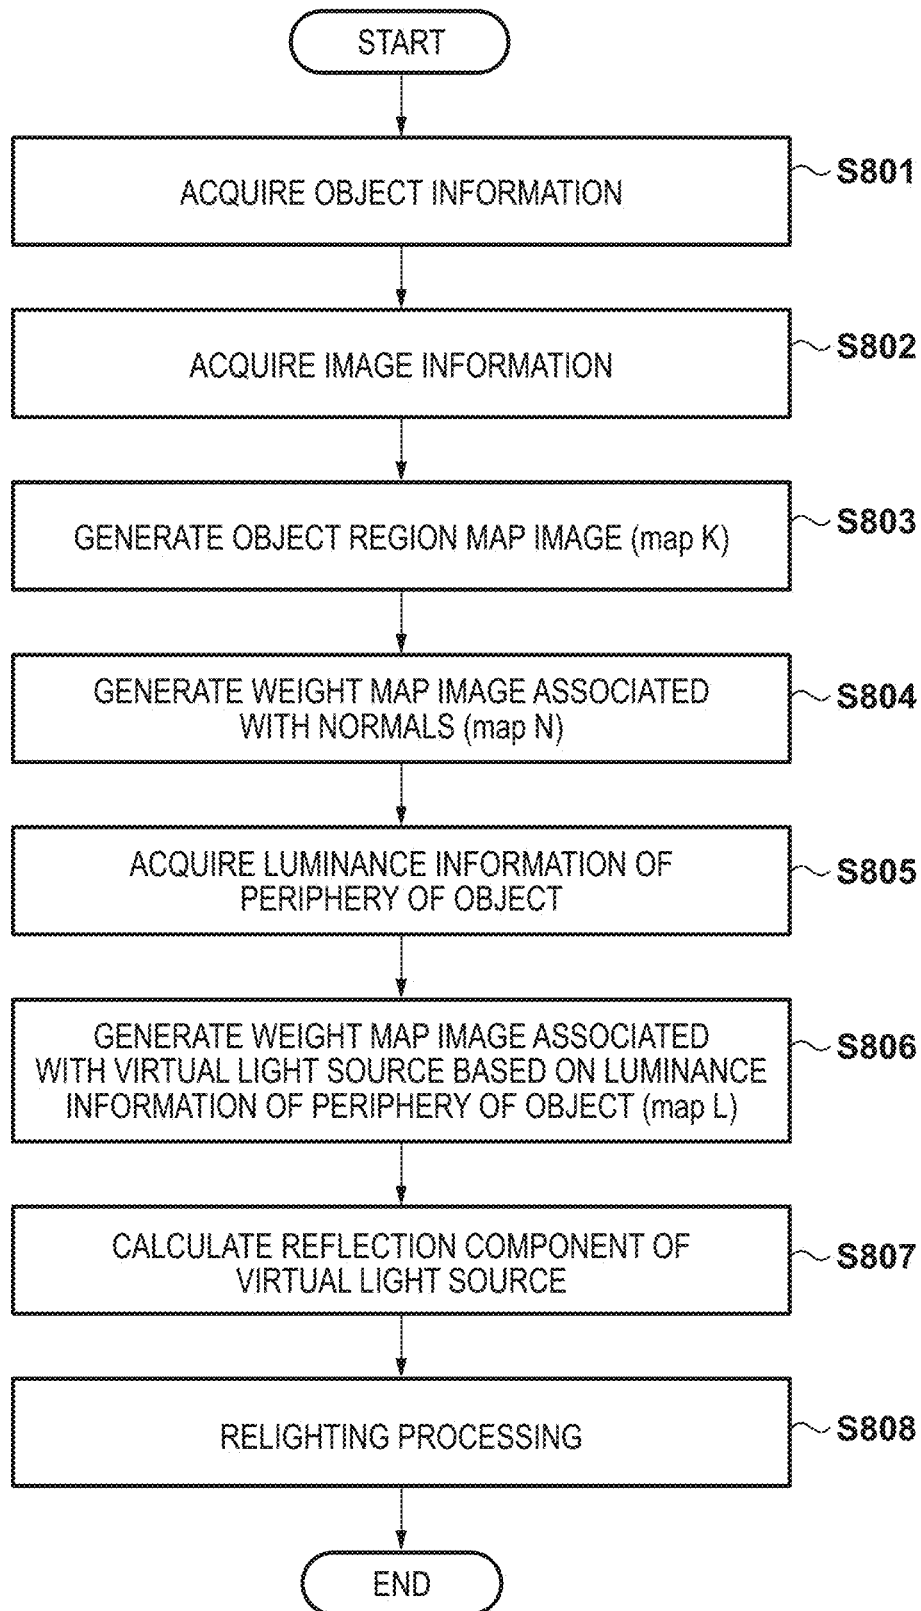 START
ACQUIRE OBJECT INFORMATION
S801
ACQUIRE IMAGE INFORMATION
S802
GENERATE OBJECT REGION MAP IMAGE (map K)
S803
GENERATE WEIGHT MAP IMAGE ASSOCIATED
WITH NORMALS (map N)
S804
ACQUIRE LUMINANCE INFORMATION OF
PERIPHERY OF OBJECT
S805
GENERATE WEIGHT MAP IMAGE ASSOCIATED
WITH VIRTUAL LIGHT SOURCE BASED ON LUMINANCE
INFORMATION OF PERIPHERY OF OBJECT (map L)
S806
CALCULATE REFLECTION COMPONENT OF
VIRTUAL LIGHT SOURCE
S807
RELIGHTING PROCESSING
S808
END